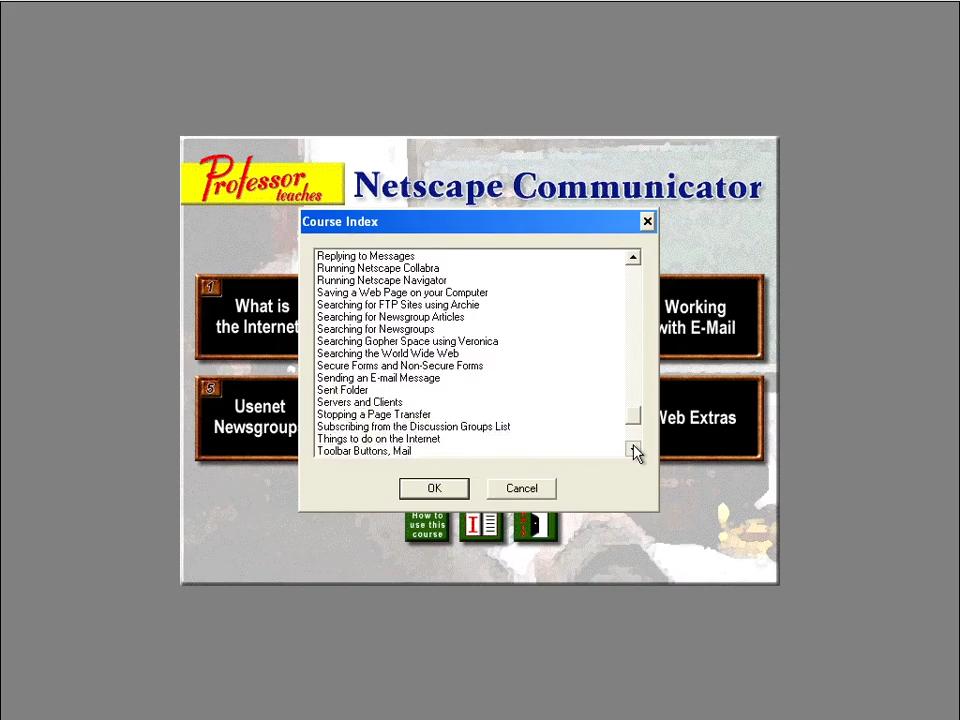 Professor
teaches
Netscape Communicator
Course Index
Replying to Messages
Running Netscape Collabra
Running Netscape Navigator
Saving a Web Page on your Computer
Searching for FTP Sites using Archie
Searching for Newsgroup Articles
Searching for Newsgroups
Searching Gopher Space using Veronica
Searching the World Wide Web
Secure Forms and Non-Secure Forms
Sending an E-mail Message
Sent Folder
Servers and Clients
Stopping a Page Transfer
Subscribing from the Discussion Groups List
Things to do on the Internet
Toolbar Buttons, Mail
OK
Cancel
1
What is
the Internet
Working
with E-Mail
5
Usenet
Newsgroup
Web Extras
How to
use this
course
I